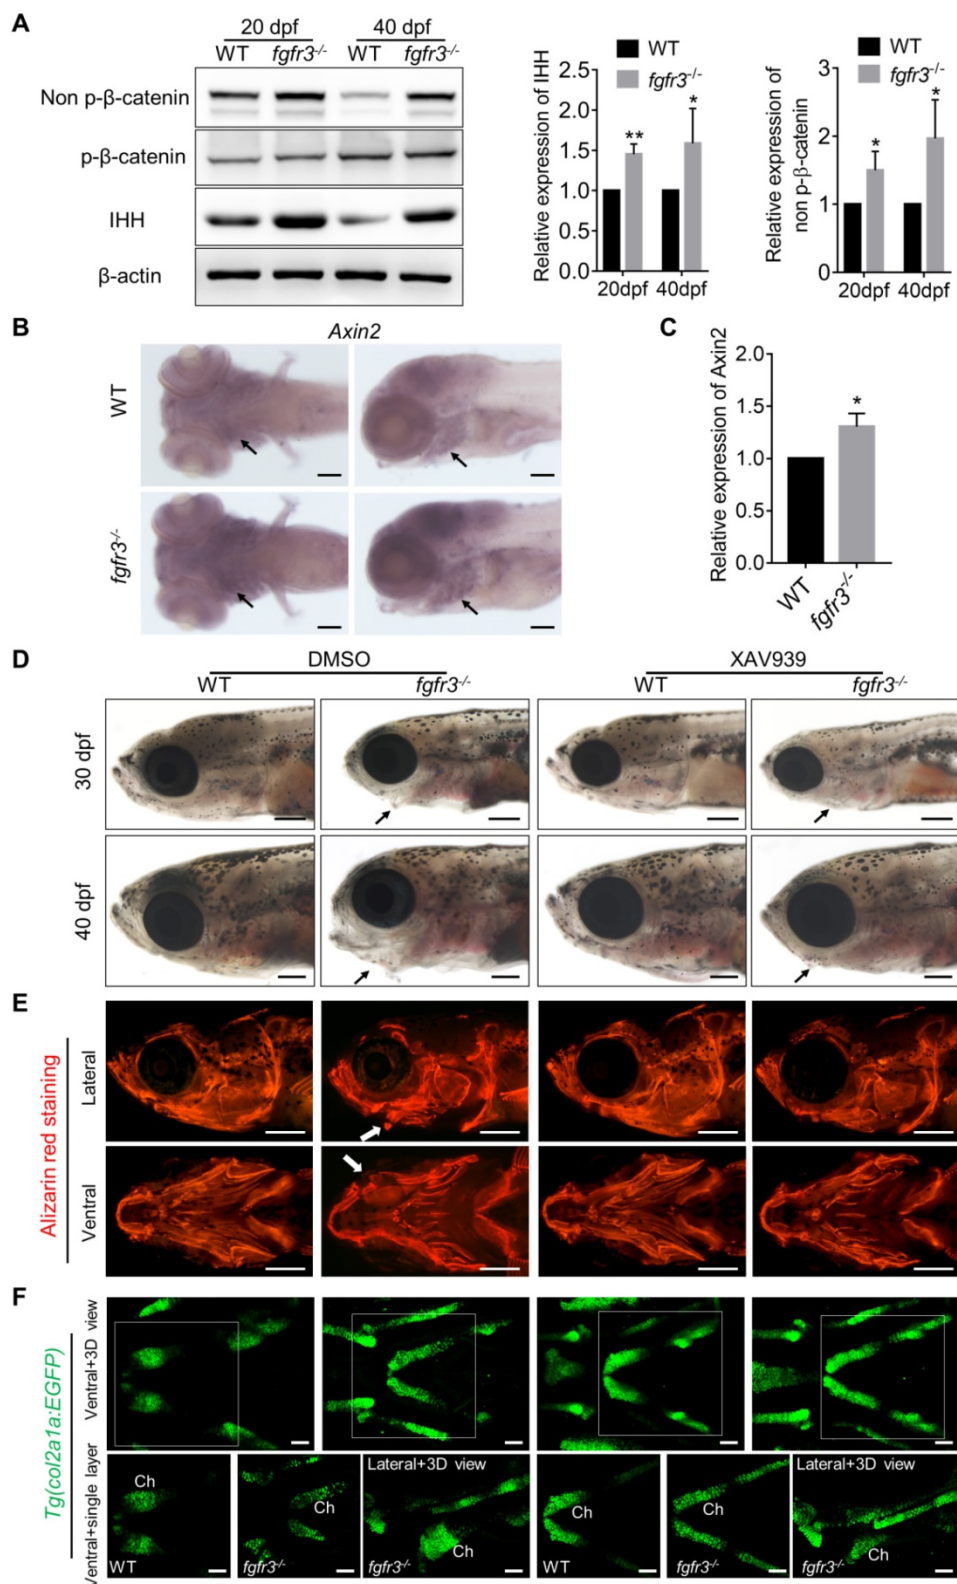 A
20 dpf 40 dpf
WT fgfr3-/- WT fgfr3-/-
Non p-β-catenin
p-β-catenin
IHH
β-actin
WT
fgfr3-/-
Relative expression of IHH
2.5
2.0
1.5
1.0
0.5
0.0
** *
20dpf 40dpf
WT
fgfr3-/-
Relative expression of
non p-β-catenin
3
2
1
0
* *
20dpf 40dpf
B
Axin2
WT
fgfr3-/-
C
Relative expression of Axin2
2.0
1.5
1.0
0.5
0.0
*
WT
fgfr3-/-
D
DMSO XAV939
WT fgfr3-/- WT fgfr3-/-
30 dpf
40 dpf
E
Alizarin red staining
Lateral
Ventral
F
Tg(col2a1a:EGFP)
Ventral+3D view
Ventral+single layer
Lateral+3D view Lateral+3D view
Ch Ch Ch Ch Ch Ch
WT fgfr3-/- fgfr3-/- WT fgfr3-/- fgfr3-/-